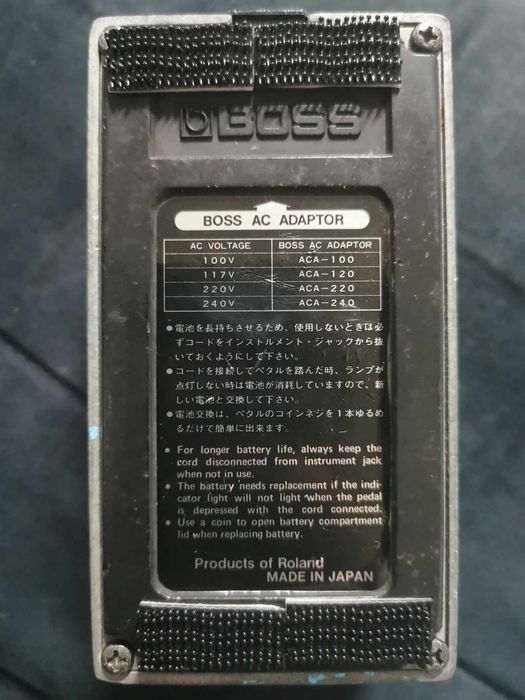 BOSS
BOSS AC ADAPTOR
AC VOLTAGE BOSS AC ADAPTOR
100V ACA-100
117V ACA-120
220V ACA-220
240V ACA-240
●電池を長持ちさせるため、使用しないときは必
ずコードをインストルメント・ジャックから抜
いておくようにして下さい。
●コードを接続してペタルを踏んだ時、ランプが
点灯しない時は電池が消耗していますので、新
しい電池と交換して下さい。
●電池交換は、ペタルのコインネジを1本ゆるめ
るだけで簡単に出来ます。
● For longer battery life, always keep the
cord disconnected from instrument jack
when not in use.
● The battery needs replacement if the indi-
cator light will not light when the pedal
is depressed with the cord connected.
● Use a coin to open battery compartment
lid when replacing battery.
Products of Roland
MADE IN JAPAN